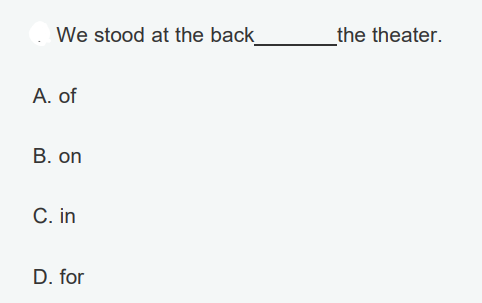 We stood at the back________the theater.
A. of
B. on
C. in
D. for